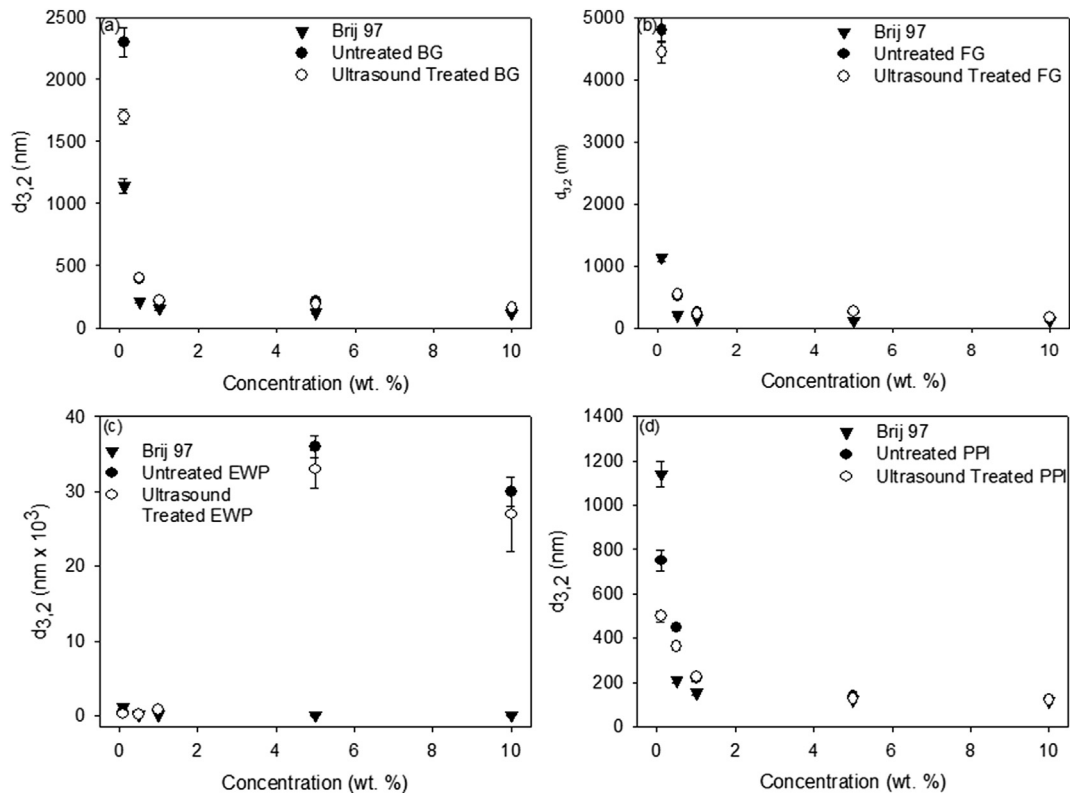 (a)
Brij 97
Untreated BG
Ultrasound Treated BG
2500
2000
1500
1000
500
0
d3,2 (nm)
0 2 4 6 8 10
Concentration (wt. %)
(b)
Brij 97
Untreated FG
Ultrasound Treated FG
5000
4000
3000
2000
1000
0
d3,2 (nm)
0 2 4 6 8 10
Concentration (wt. %)
(c)
Brij 97
Untreated EWP
Ultrasound
Treated EWP
40
30
20
10
0
d3,2 (nm x 10³)
0 2 4 6 8 10
Concentration (wt. %)
(d)
Brij 97
Untreated PPI
Ultrasound Treated PPI
1400
1200
1000
800
600
400
200
0
d3,2 (nm)
0 2 4 6 8 10
Concentration (wt. %)